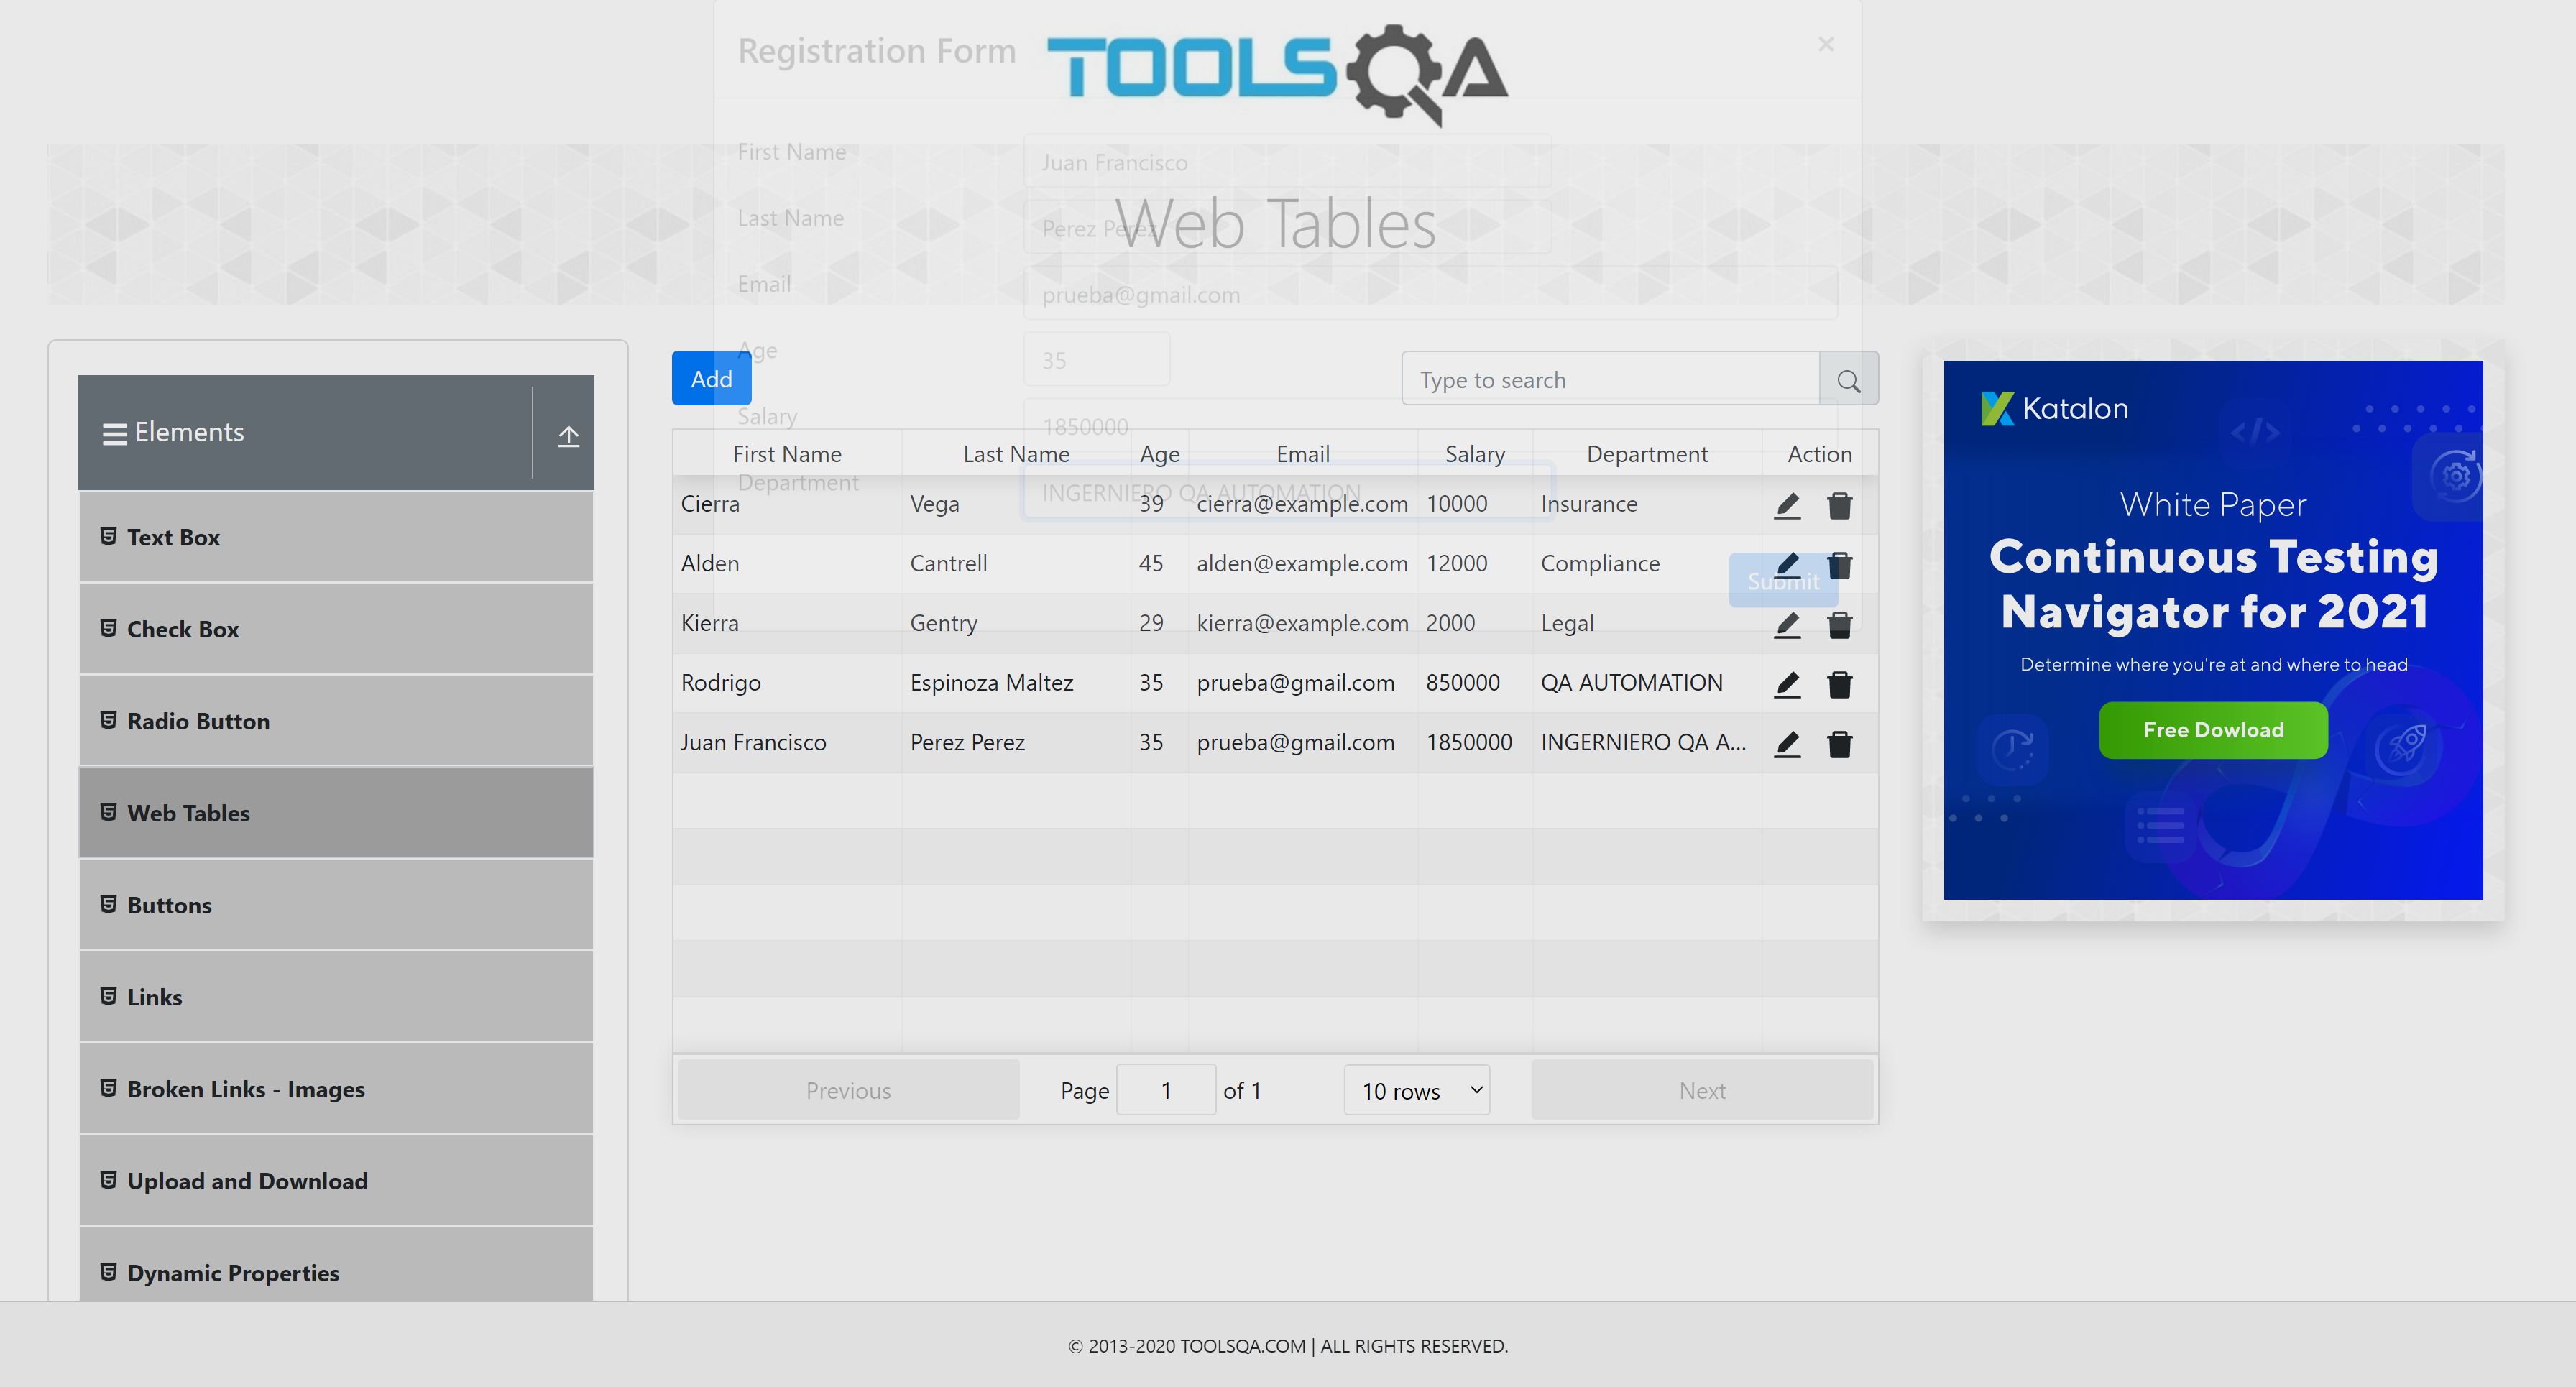 Registration Form
TOOLSQA
×
First Name
Juan Francisco
Last Name
Perez Perez
Web Tables
Email
prueba@gmail.com
Age
35
Salary
1850000
Department
INGERNIERO QA AUTOMATION
Submit
Elements
Text Box
Check Box
Radio Button
Web Tables
Buttons
Links
Broken Links - Images
Upload and Download
Dynamic Properties
Add
Type to search
First Name Last Name Age Email Salary Department Action
Cierra Vega 39 cierra@example.com 10000 Insurance
Alden Cantrell 45 alden@example.com 12000 Compliance
Kierra Gentry 29 kierra@example.com 2000 Legal
Rodrigo Espinoza Maltez 35 prueba@gmail.com 850000 QA AUTOMATION
Juan Francisco Perez Perez 35 prueba@gmail.com 1850000 INGERNIERO QA A...
Previous Page 1 of 1 10 rows Next
Katalon
</>
White Paper
Continuous Testing
Navigator for 2021
Determine where you're at and where to head
Free Dowload
© 2013-2020 TOOLSQA.COM | ALL RIGHTS RESERVED.